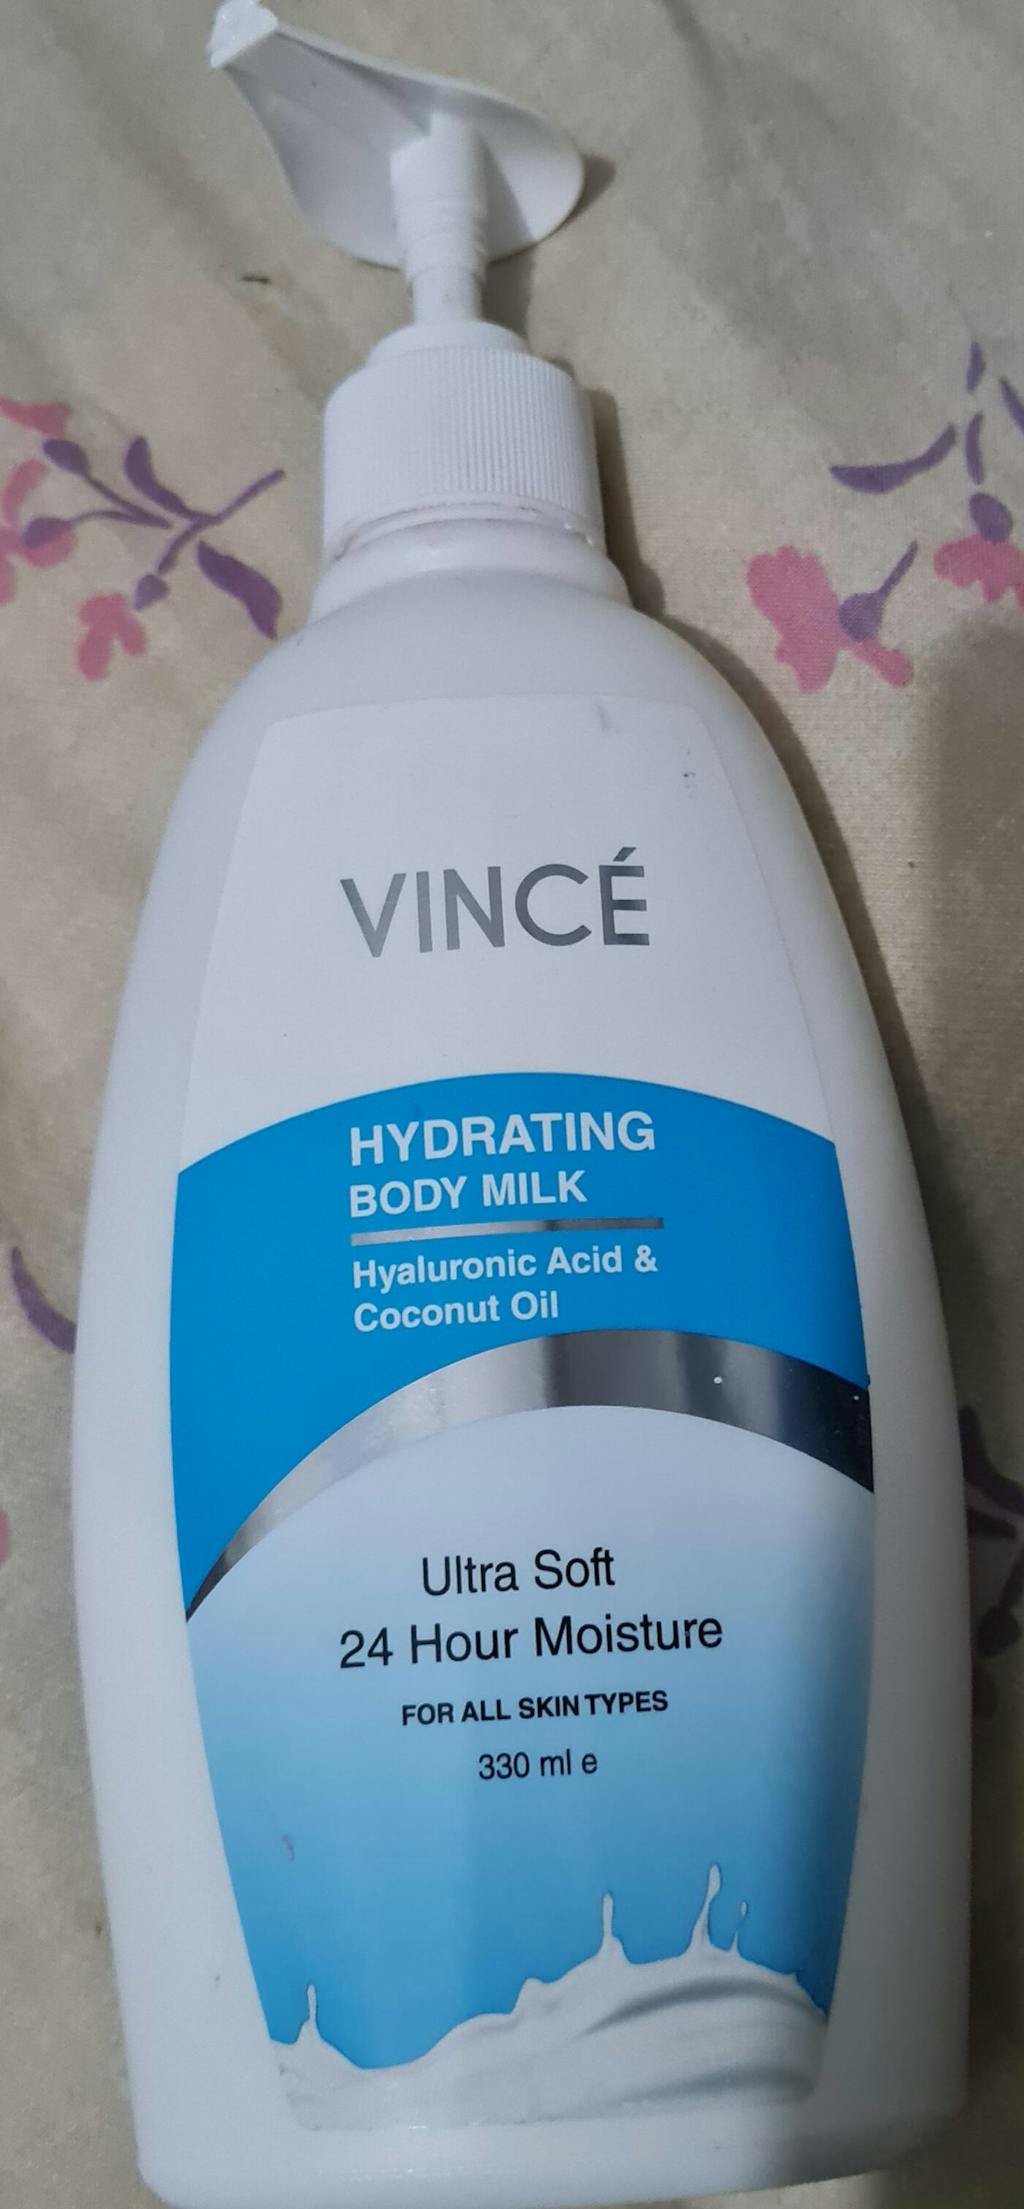 VINCÉ
HYDRATING
BODY MILK
Hyaluronic Acid &
Coconut Oil
Ultra Soft
24 Hour Moisture
FOR ALL SKIN TYPES
330 ml e